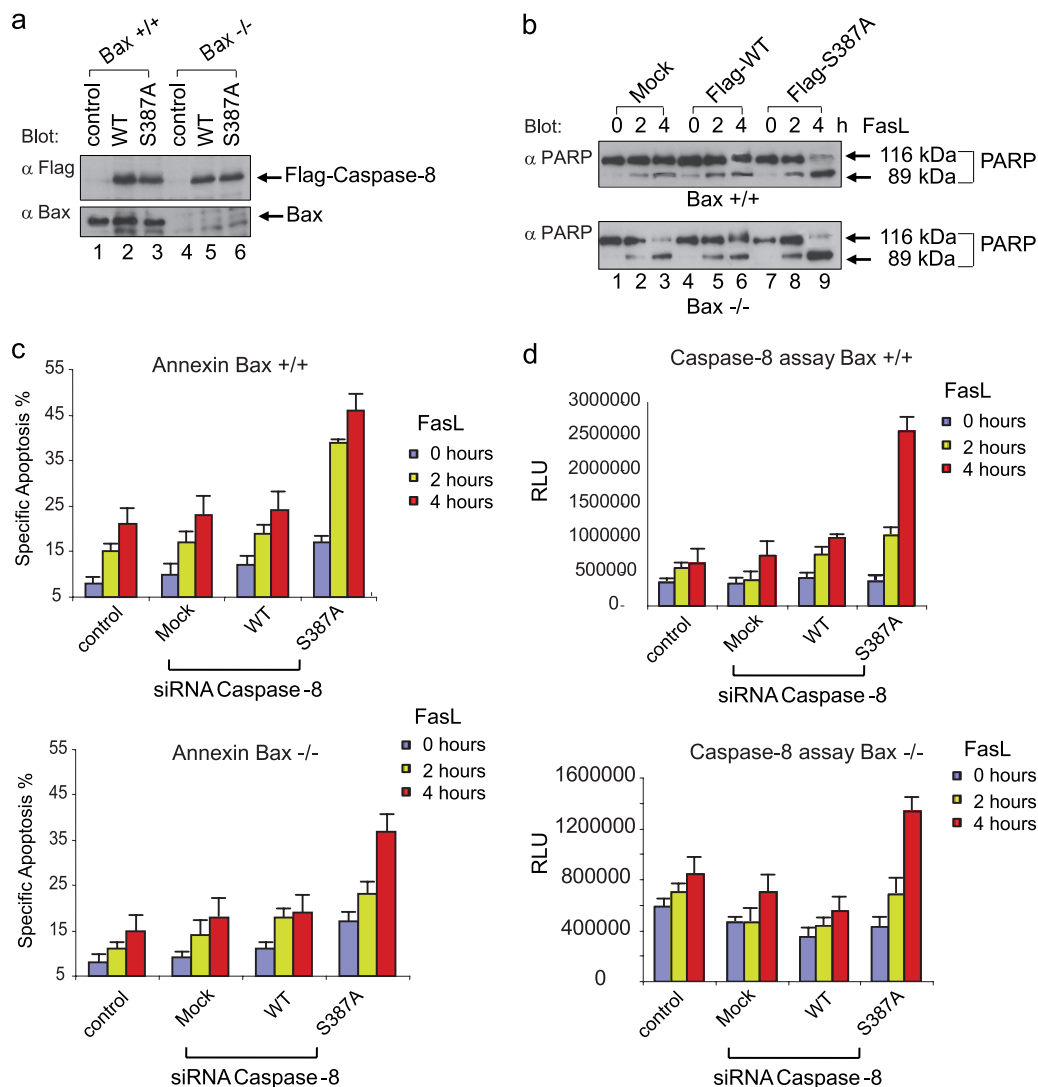 a
Bax +/+
Bax -/-
Blot:
control
WT
S387A
control
WT
S387A
α Flag
Flag-Caspase-8
α Bax
Bax
1 2 3 4 5 6
b
Mock
Flag-WT
Flag-S387A
Blot: 0 2 4 0 2 4 0 2 4 h FasL
α PARP
116 kDa
89 kDa
PARP
Bax +/+
α PARP
116 kDa
89 kDa
PARP
1 2 3 4 5 6 7 8 9
Bax -/-
c
Annexin Bax +/+
Specific Apoptosis %
55
45
35
25
15
5
FasL
0 hours
2 hours
4 hours
control
Mock
WT
S387A
siRNA Caspase-8
Annexin Bax -/-
Specific Apoptosis %
55
45
35
25
15
5
FasL
0 hours
2 hours
4 hours
control
Mock
WT
S387A
siRNA Caspase-8
d
Caspase-8 assay Bax +/+
RLU
3000000
2500000
2000000
1500000
1000000
500000
0-
FasL
0 hours
2 hours
4 hours
control
Mock
WT
S387A
siRNA Caspase-8
Caspase-8 assay Bax -/-
RLU
1600000
1200000
800000
400000
0
FasL
0 hours
2 hours
4 hours
control
Mock
WT
S387A
siRNA Caspase-8